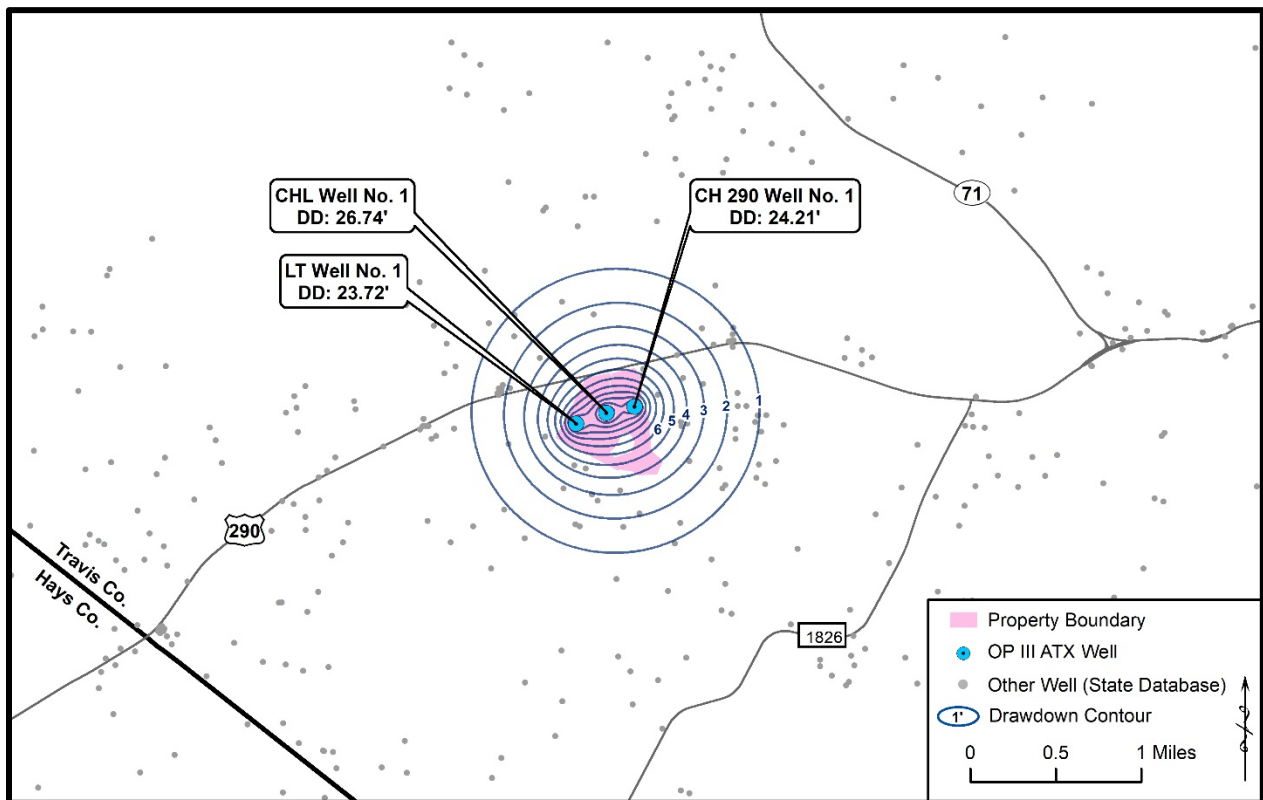 71
CHL Well No. 1
DD: 26.74'
CH 290 Well No. 1
DD: 24.21'
LT Well No. 1
DD: 23.72'
6
5
4
3
2
1
290
Travis Co.
Hays Co.
1826
Property Boundary
OP III ATX Well
Other Well (State Database)
1'
Drawdown Contour
0
0.5
1 Miles